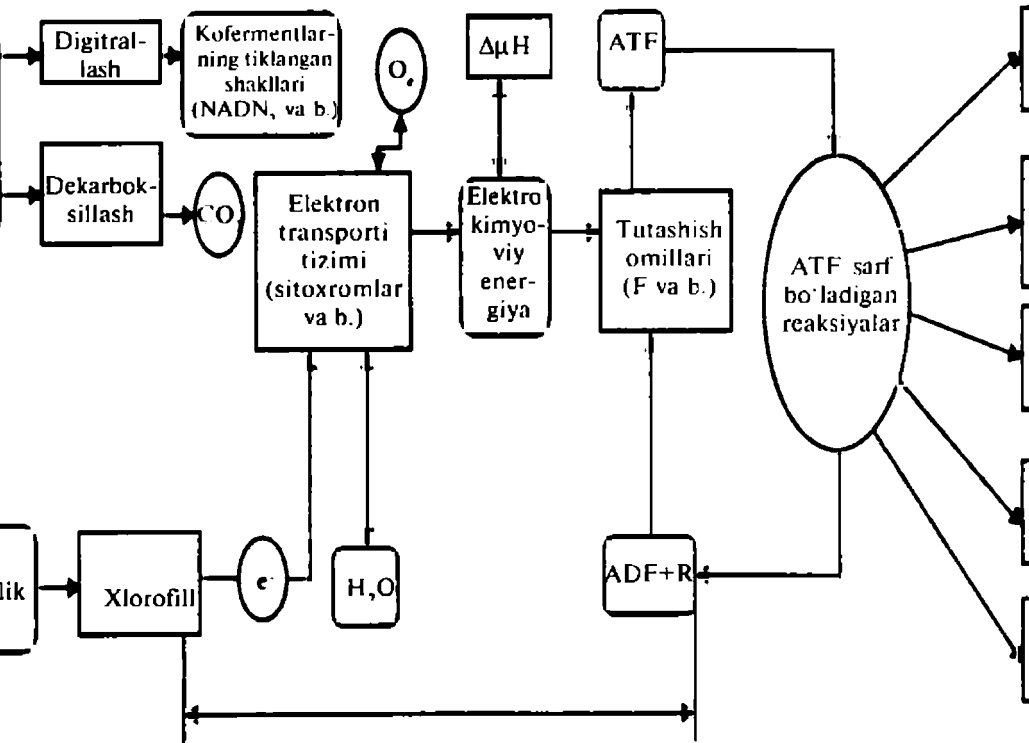 Digitral-
lash
Kofermentlar-
ning tiklangan
shakllari
(NADN, va b.)
O₂
ΔμH
ATF
Dekarbok-
sillash
CO
Elektron
transporti
tizimi
(sitoxromlar
va b.)
Elektro
kimyo-
viy
ener-
giya
Tutashish
omillari
(F va b.)
ATF sarf
bo'ladigan
reaksiyalar
lik
Xlorofill
e
H₂O
ADF+R